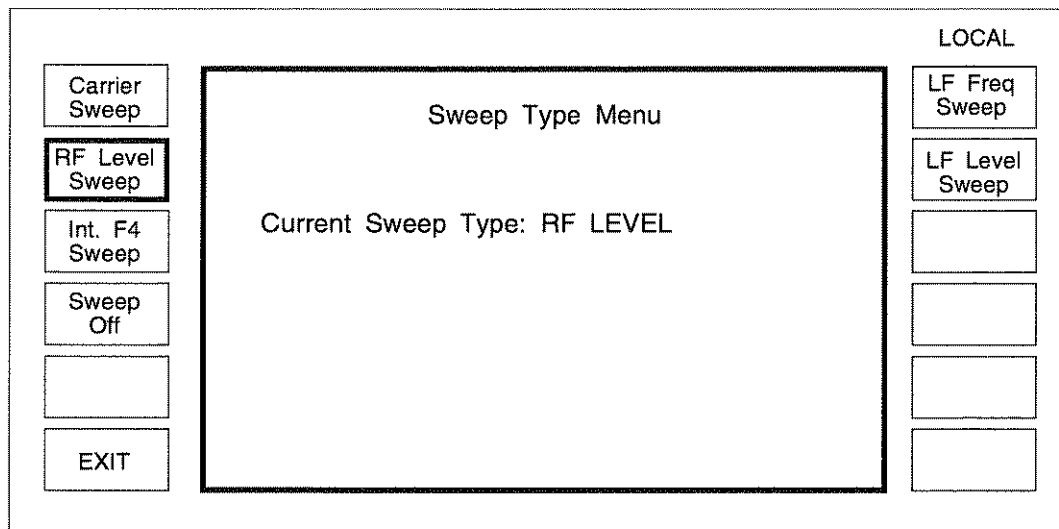 LOCAL
Carrier
Sweep
RF Level
Sweep
Int. F4
Sweep
Sweep
Off
EXIT
Sweep Type Menu
Current Sweep Type: RF LEVEL
LF Freq
Sweep
LF Level
Sweep